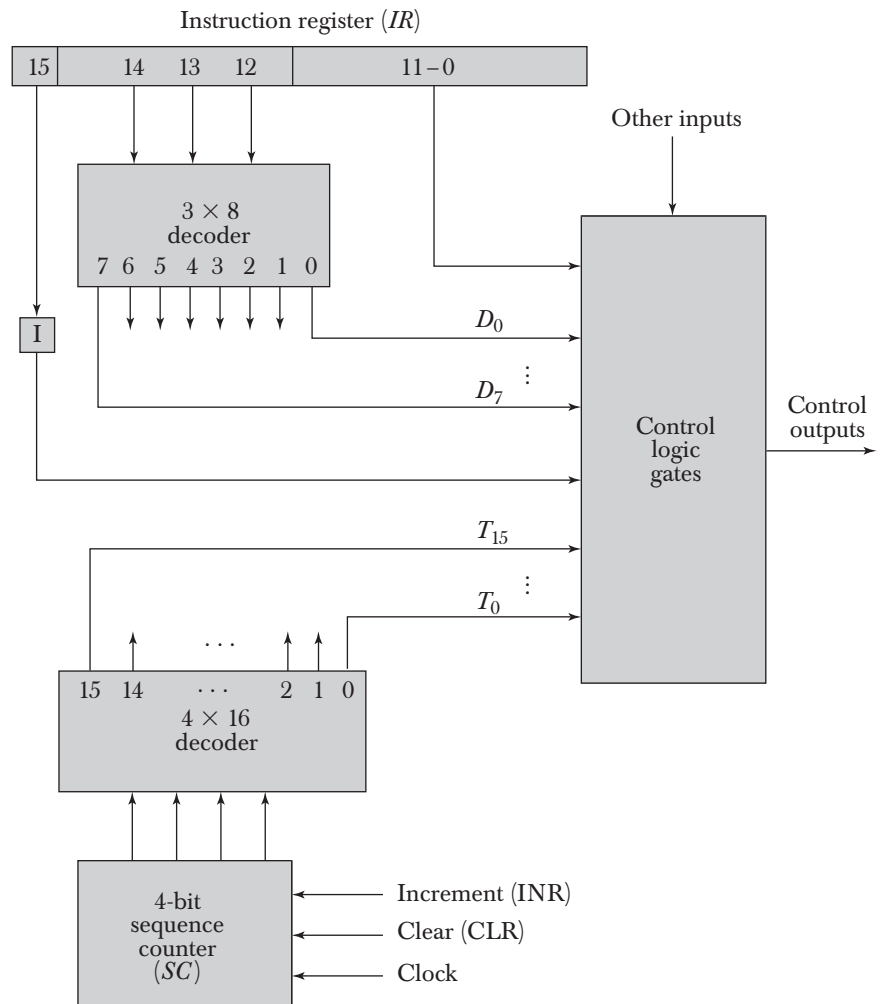 Instruction register (IR)
15 14 13 12 11–0
Other inputs
3 × 8
decoder
7 6 5 4 3 2 1 0
D0
I
⋮
D7
Control
logic
gates
Control
outputs
T15
⋮
T0
. . .
15 14 . . . 2 1 0
4 × 16
decoder
4-bit
sequence
counter
(SC)
Increment (INR)
Clear (CLR)
Clock